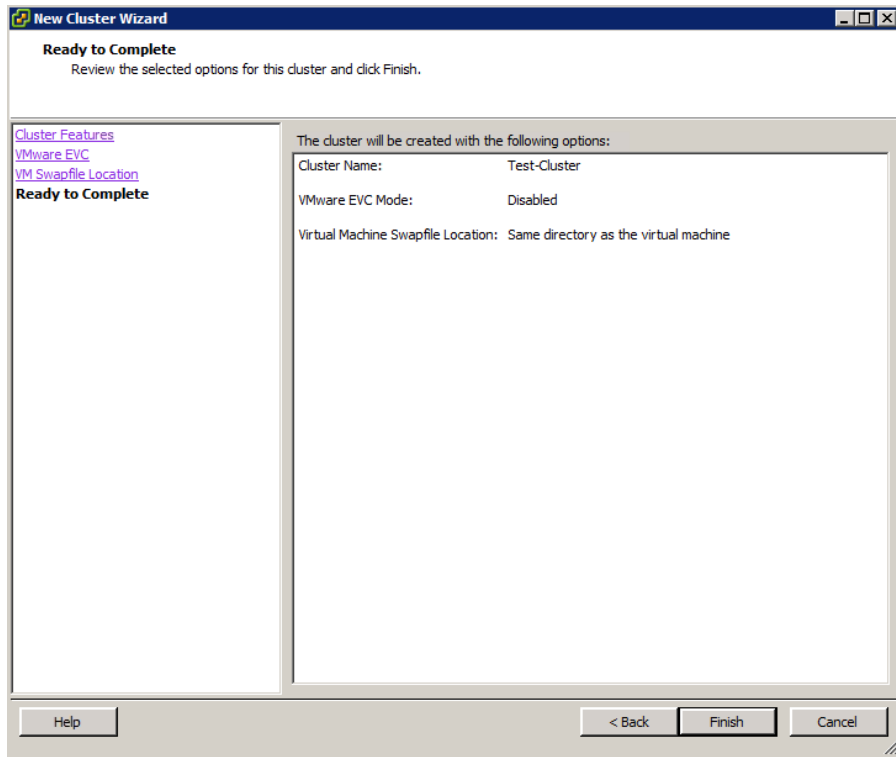 New Cluster Wizard
Ready to Complete
Review the selected options for this cluster and click Finish.
Cluster Features
VMware EVC
VM Swapfile Location
Ready to Complete
The cluster will be created with the following options:
Cluster Name: Test-Cluster
VMware EVC Mode: Disabled
Virtual Machine Swapfile Location: Same directory as the virtual machine
Help < Back Finish Cancel